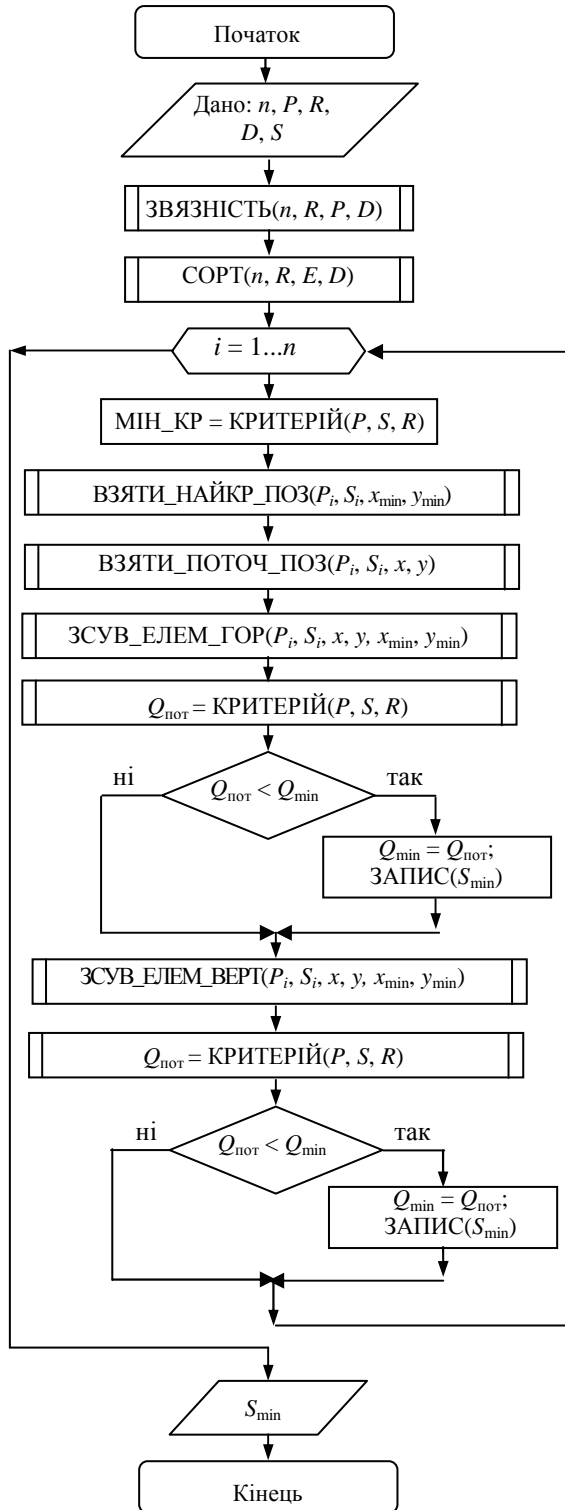 Початок
Дано: n, P, R,
D, S
ЗВЯЗНІСТЬ(n, R, P, D)
СОРТ(n, R, E, D)
i = 1...n
МІН_КР = КРИТЕРІЙ(P, S, R)
ВЗЯТИ_НАЙКР_ПОЗ(Pi, Si, xmin, ymin)
ВЗЯТИ_ПОТОЧ_ПОЗ(Pi, Si, x, y)
ЗСУВ_ЕЛЕМ_ГОР(Pi, Si, x, y, xmin, ymin)
Qпот = КРИТЕРІЙ(P, S, R)
ні
Qпот < Qmin
так
Qmin = Qпот;
ЗАПИС(Smin)
ЗСУВ_ЕЛЕМ_ВЕРТ(Pi, Si, x, y, xmin, ymin)
Qпот = КРИТЕРІЙ(P, S, R)
ні
Qпот < Qmin
так
Qmin = Qпот;
ЗАПИС(Smin)
Smin
Кінець